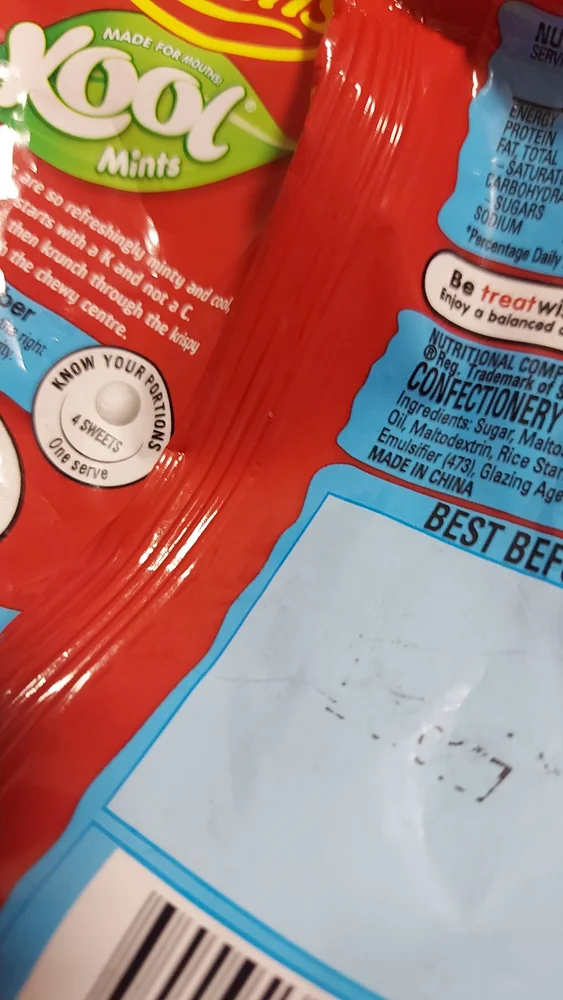 MADE FOR MOUTHS!
Kool®
Mints
are so refreshingly minty and cool,
starts with a K and not a C.
then krunch through the krispy
the chewy centre.
right
KNOW YOUR PORTIONS
4 SWEETS
One serve
NU
SERV
ENERGY
PROTEIN
FAT TOTAL
- SATURAT
CARBOHYDRA
- SUGARS
SODIUM
*Percentage Daily
Be treatwi
Enjoy a balanced
NUTRITIONAL COMP
®Reg. Trademark of S
CONFECTIONERY
Ingredients: Sugar, Malto
Oil, Maltodextrin, Rice Star
Emulsifier (473), Glazing Age
MADE IN CHINA
BEST BEF